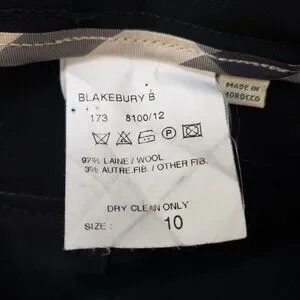 BLAKEBURY B
173 8100/12
P
97% LAINE / WOOL
3% AUTRE.FIB. / OTHER FIB.
DRY CLEAN ONLY
SIZE: 10
MADE IN
MOROCCO